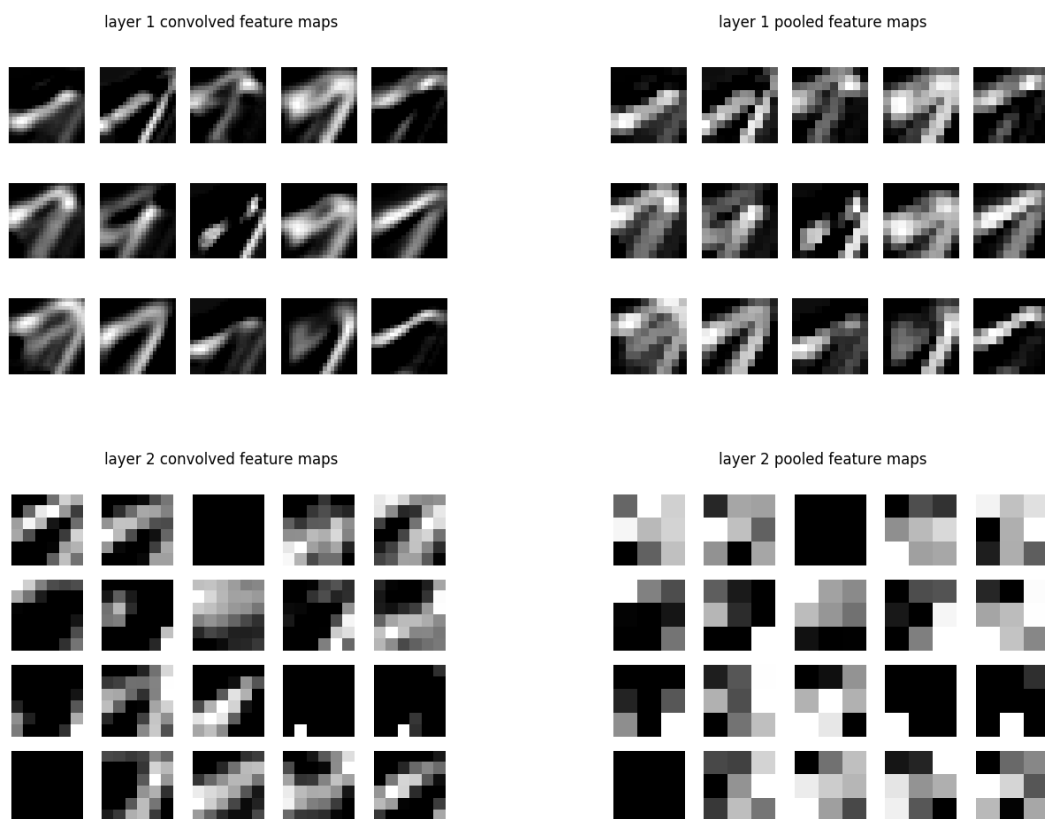 layer 1 convolved feature maps
layer 1 pooled feature maps
layer 2 convolved feature maps
layer 2 pooled feature maps